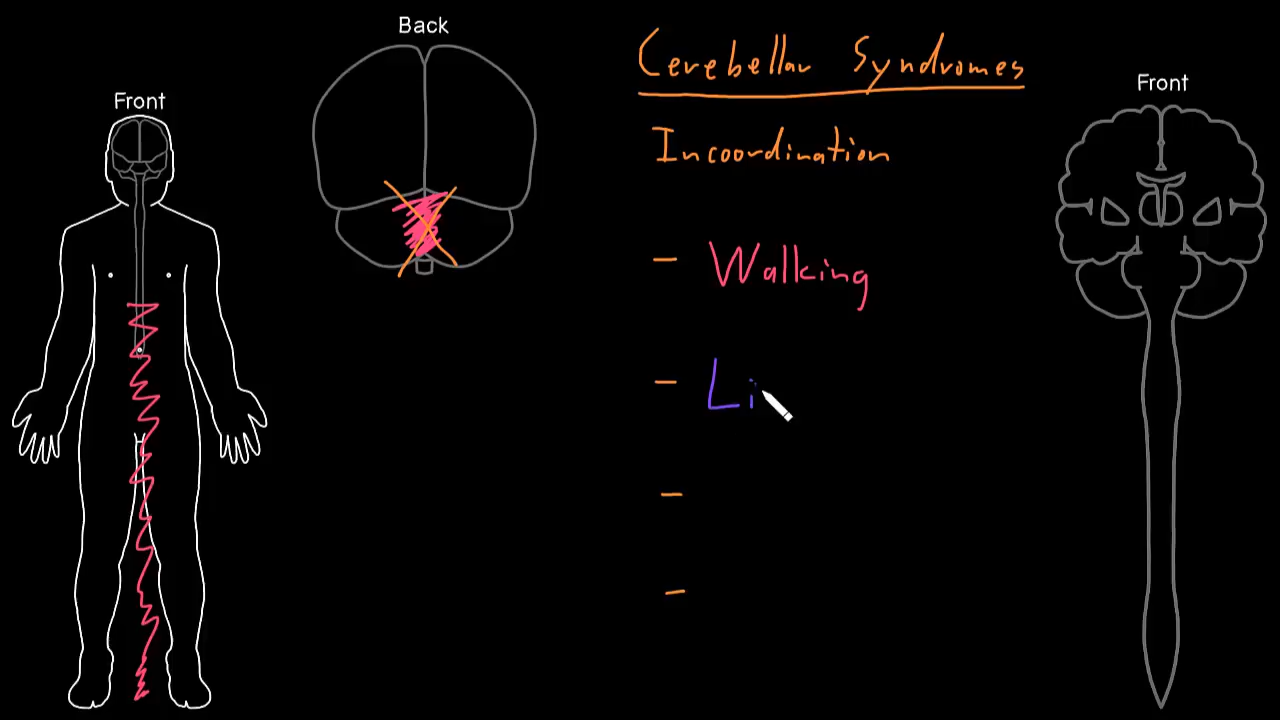 Back
Cerebellar Syndromes
Front
Front
Incoordination
- Walking
- Li
-
-